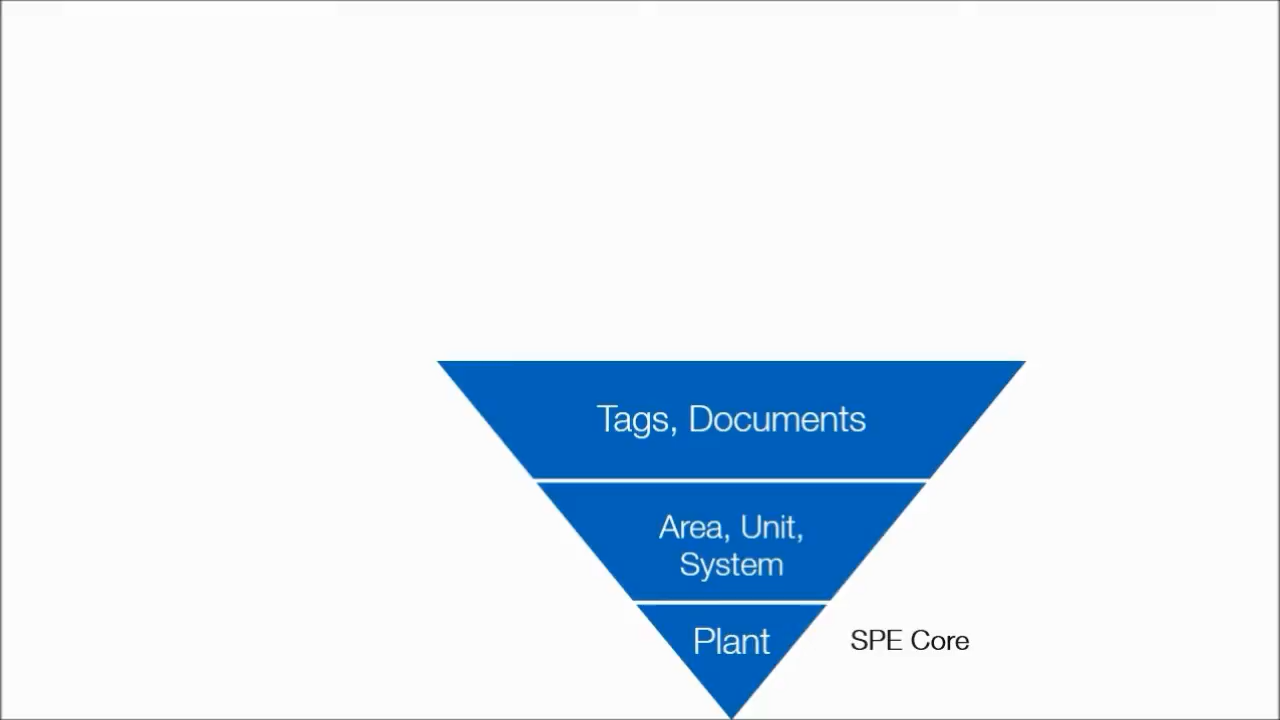 Tags, Documents
Area, Unit,
System
Plant
SPE Core